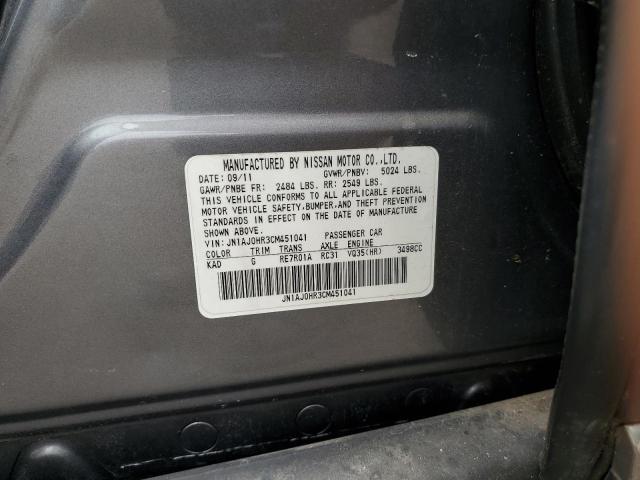 MANUFACTURED BY NISSAN MOTOR CO.,LTD.
DATE: 09/11 GVWR/PNBV: 5024 LBS.
GAWR/PNBE FR: 2484 LBS. RR: 2549 LBS.
THIS VEHICLE CONFORMS TO ALL APPLICABLE FEDERAL
MOTOR VEHICLE SAFETY,BUMPER,AND THEFT PREVENTION
STANDARDS IN EFFECT ON THE DATE OF MANUFACTURE
SHOWN ABOVE.
VIN: JN1AJ0HR3CM451041 PASSENGER CAR
COLOR TRIM TRANS AXLE ENGINE
KAD G RE7R01A RC31 VQ35(HR) 3498CC
JN1AJ0HR3CM451041